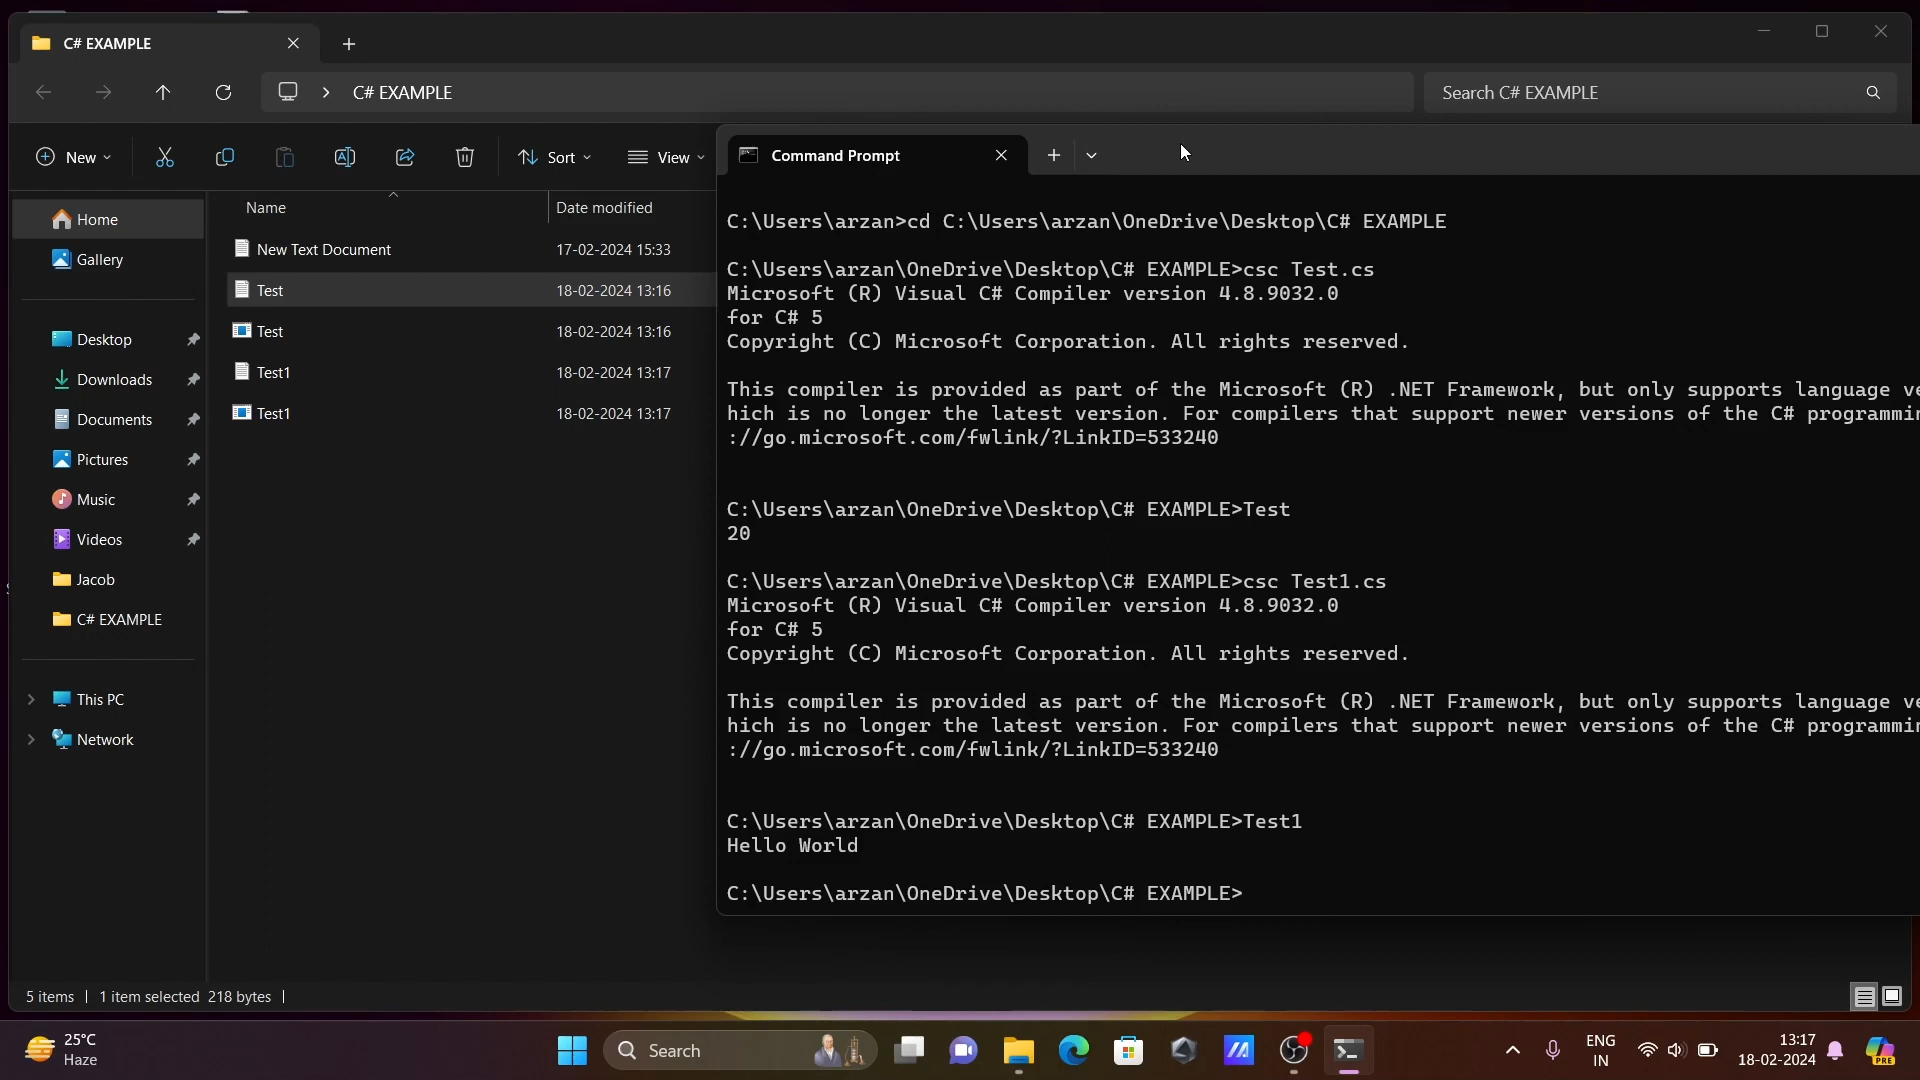 C# EXAMPLE
C# EXAMPLE
Search C# EXAMPLE
New
Sort
View
Home
Gallery
Desktop
Downloads
Documents
Pictures
Music
Videos
Jacob
C# EXAMPLE
This PC
Network
Name Date modified
New Text Document 17-02-2024 15:33
Test 18-02-2024 13:16
Test 18-02-2024 13:16
Test1 18-02-2024 13:17
Test1 18-02-2024 13:17
Command Prompt
C:\Users\arzan>cd C:\Users\arzan\OneDrive\Desktop\C# EXAMPLE
C:\Users\arzan\OneDrive\Desktop\C# EXAMPLE>csc Test.cs
Microsoft (R) Visual C# Compiler version 4.8.9032.0
for C# 5
Copyright (C) Microsoft Corporation. All rights reserved.
This compiler is provided as part of the Microsoft (R) .NET Framework, but only supports language ve
hich is no longer the latest version. For compilers that support newer versions of the C# programmin
://go.microsoft.com/fwlink/?LinkID=533240
C:\Users\arzan\OneDrive\Desktop\C# EXAMPLE>Test
20
C:\Users\arzan\OneDrive\Desktop\C# EXAMPLE>csc Test1.cs
Microsoft (R) Visual C# Compiler version 4.8.9032.0
for C# 5
Copyright (C) Microsoft Corporation. All rights reserved.
This compiler is provided as part of the Microsoft (R) .NET Framework, but only supports language ve
hich is no longer the latest version. For compilers that support newer versions of the C# programmin
://go.microsoft.com/fwlink/?LinkID=533240
C:\Users\arzan\OneDrive\Desktop\C# EXAMPLE>Test1
Hello World
C:\Users\arzan\OneDrive\Desktop\C# EXAMPLE>
5 items 1 item selected 218 bytes
25°C
Haze
Search
ENG
IN
13:17
18-02-2024
PRE